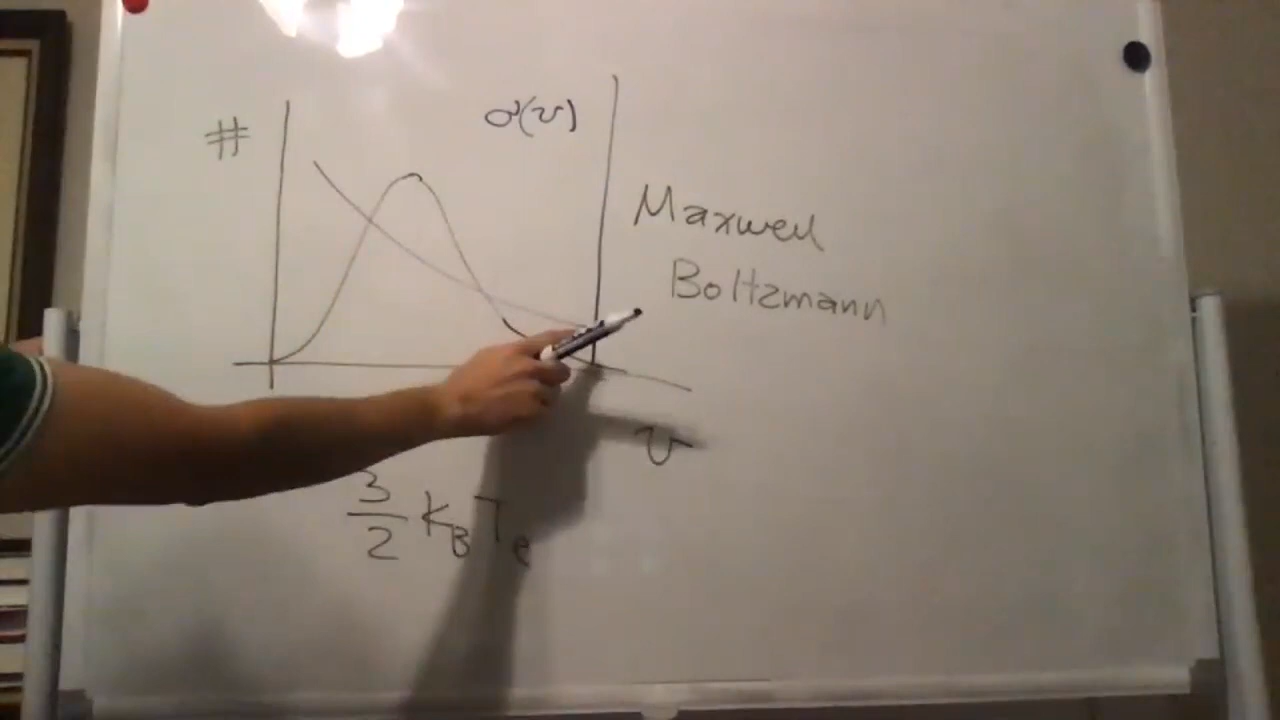 #
σ(v)
Maxwell
Boltzmann
v
3/2 k_B T_e